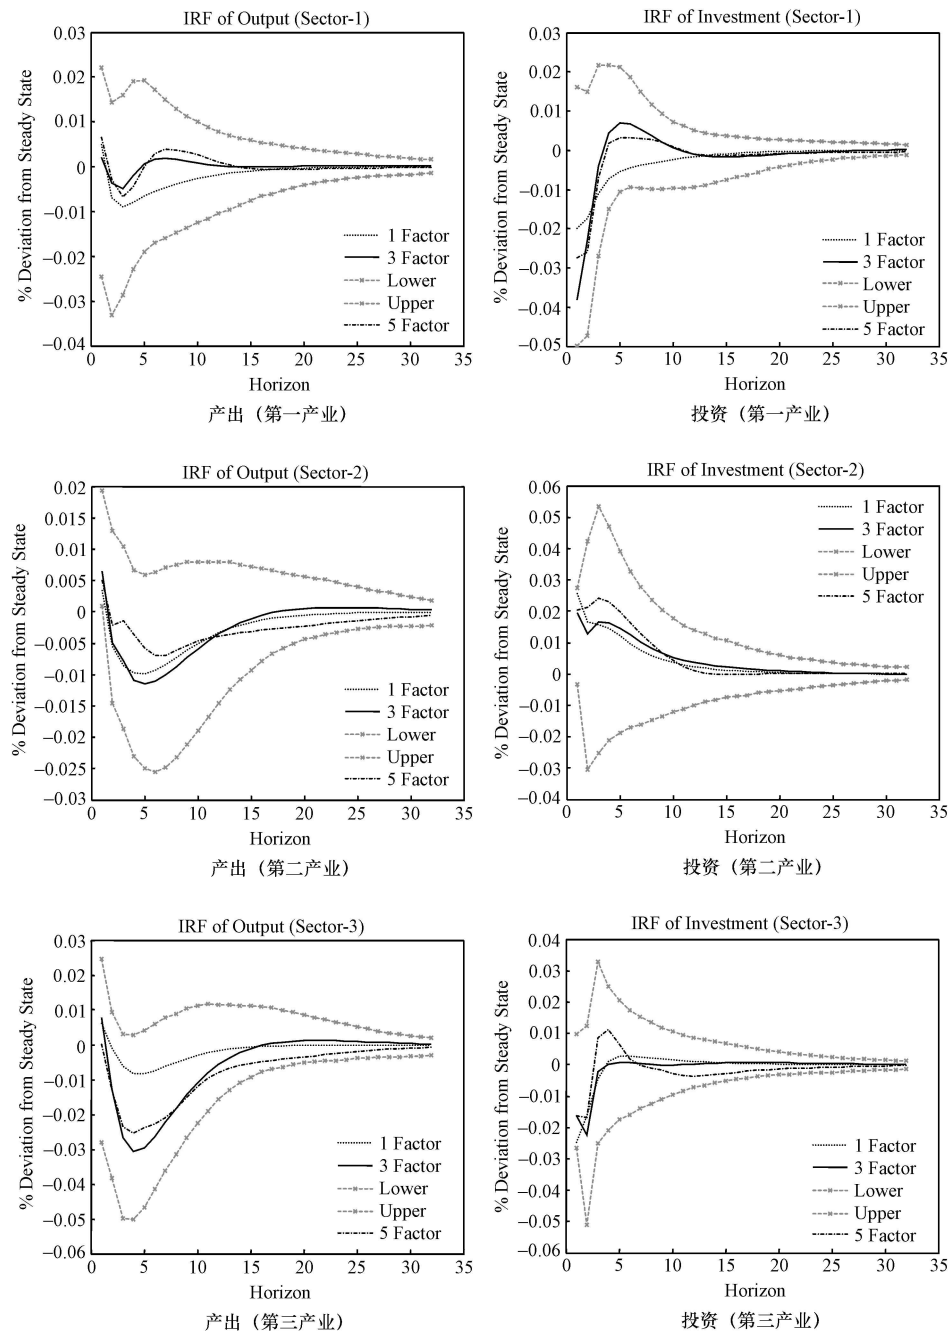 IRF of Output (Sector-1)
% Deviation from Steady State
0.03
0.02
0.01
0
–0.01
–0.02
–0.03
–0.04
0 5 10 15 20 25 30 35
Horizon
1 Factor
3 Factor
Lower
Upper
5 Factor
产出（第一产业）
IRF of Investment (Sector-1)
% Deviation from Steady State
0.03
0.02
0.01
0
–0.01
–0.02
–0.03
–0.04
–0.05
0 5 10 15 20 25 30 35
Horizon
1 Factor
3 Factor
Lower
Upper
5 Factor
投资（第一产业）
IRF of Output (Sector-2)
% Deviation from Steady State
0.02
0.015
0.01
0.005
0
–0.005
–0.01
–0.015
–0.02
–0.025
–0.03
0 5 10 15 20 25 30 35
Horizon
1 Factor
3 Factor
Lower
Upper
5 Factor
产出（第二产业）
IRF of Investment (Sector-2)
% Deviation from Steady State
0.06
0.05
0.04
0.03
0.02
0.01
0
–0.01
–0.02
–0.03
–0.04
0 5 10 15 20 25 30 35
Horizon
1 Factor
3 Factor
Lower
Upper
5 Factor
投资（第二产业）
IRF of Output (Sector-3)
% Deviation from Steady State
0.03
0.02
0.01
0
–0.01
–0.02
–0.03
–0.04
–0.05
–0.06
0 5 10 15 20 25 30 35
Horizon
1 Factor
3 Factor
Lower
Upper
5 Factor
产出（第三产业）
IRF of Investment (Sector-3)
% Deviation from Steady State
0.04
0.03
0.02
0.01
0
–0.01
–0.02
–0.03
–0.04
–0.05
–0.06
0 5 10 15 20 25 30 35
Horizon
1 Factor
3 Factor
Lower
Upper
5 Factor
投资（第三产业）